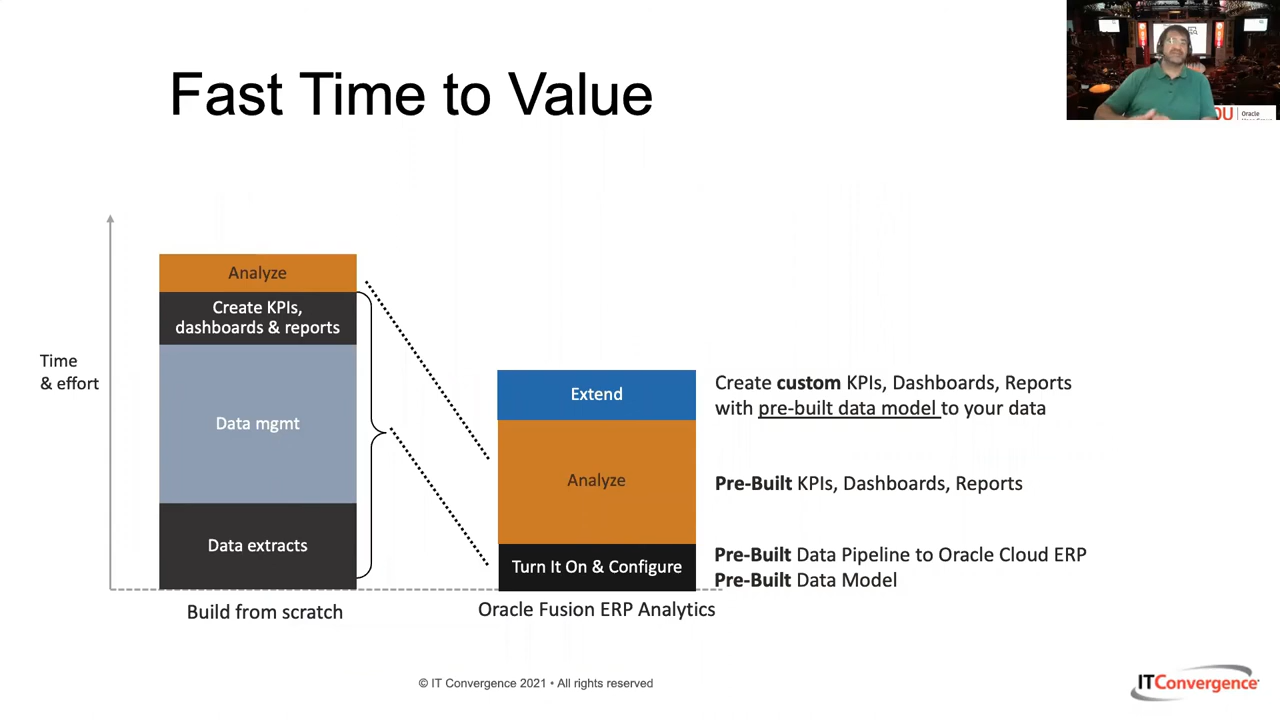 Fast Time to Value
OU
Oracle
Time
& effort
Analyze
Create KPIs,
dashboards & reports
Data mgmt
Data extracts
Build from scratch
Extend
Analyze
Turn It On & Configure
Oracle Fusion ERP Analytics
Create custom KPIs, Dashboards, Reports
with pre-built data model to your data
Pre-Built KPIs, Dashboards, Reports
Pre-Built Data Pipeline to Oracle Cloud ERP
Pre-Built Data Model
© IT Convergence 2021 • All rights reserved
ITConvergence